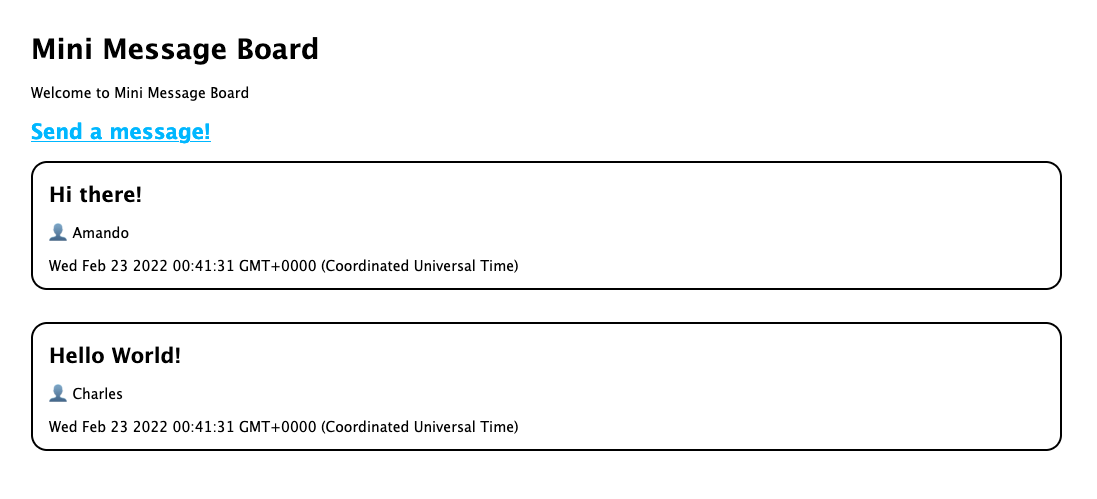 Mini Message Board
Welcome to Mini Message Board
Send a message!
Hi there!
Amando
Wed Feb 23 2022 00:41:31 GMT+0000 (Coordinated Universal Time)
Hello World!
Charles
Wed Feb 23 2022 00:41:31 GMT+0000 (Coordinated Universal Time)